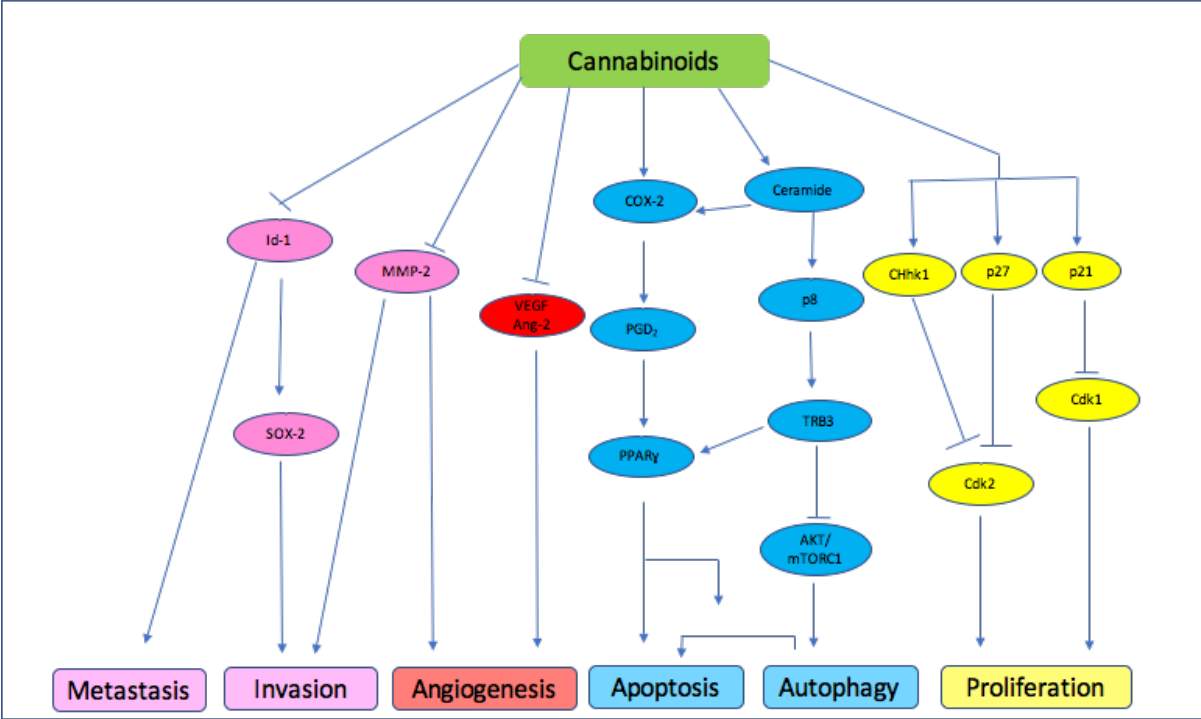 Cannabinoids
COX-2
Ceramide
Id-1
MMP-2
CHhk1
p27
p21
VEGF
Ang-2
p8
PGD₂
Cdk1
TRB3
SOX-2
PPARɣ
Cdk2
AKT/
mTORC1
Metastasis
Invasion
Angiogenesis
Apoptosis
Autophagy
Proliferation